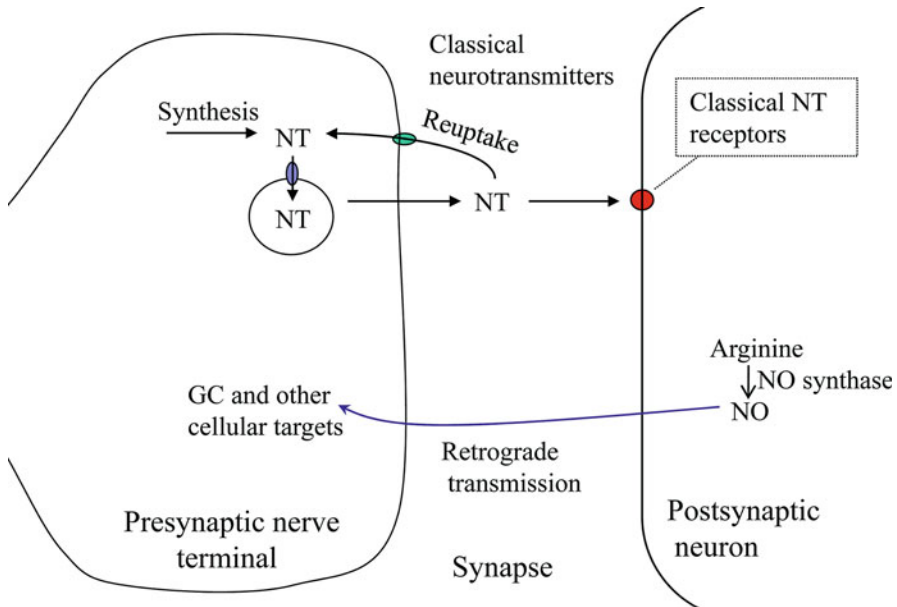 Classical
neurotransmitters
Classical NT
receptors
Synthesis
NT
Reuptake
NT
NT
Arginine
NO synthase
NO
GC and other
cellular targets
Retrograde
transmission
Presynaptic nerve
terminal
Synapse
Postsynaptic
neuron